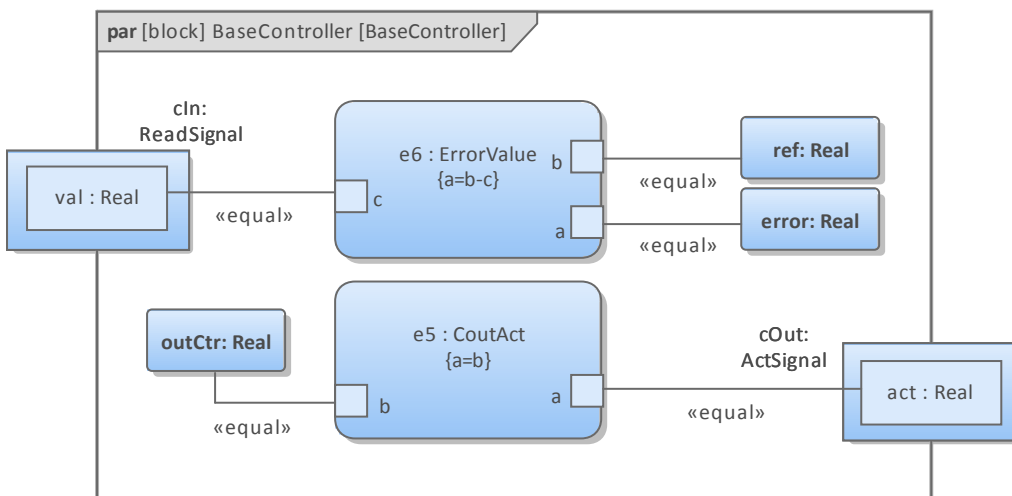 par [block] BaseController [BaseController]
cIn:
ReadSignal
val : Real
«equal»
e6 : ErrorValue
{a=b-c}
c
b
a
«equal»
ref: Real
«equal»
error: Real
outCtr: Real
«equal»
e5 : CoutAct
{a=b}
b
a
«equal»
cOut:
ActSignal
act : Real